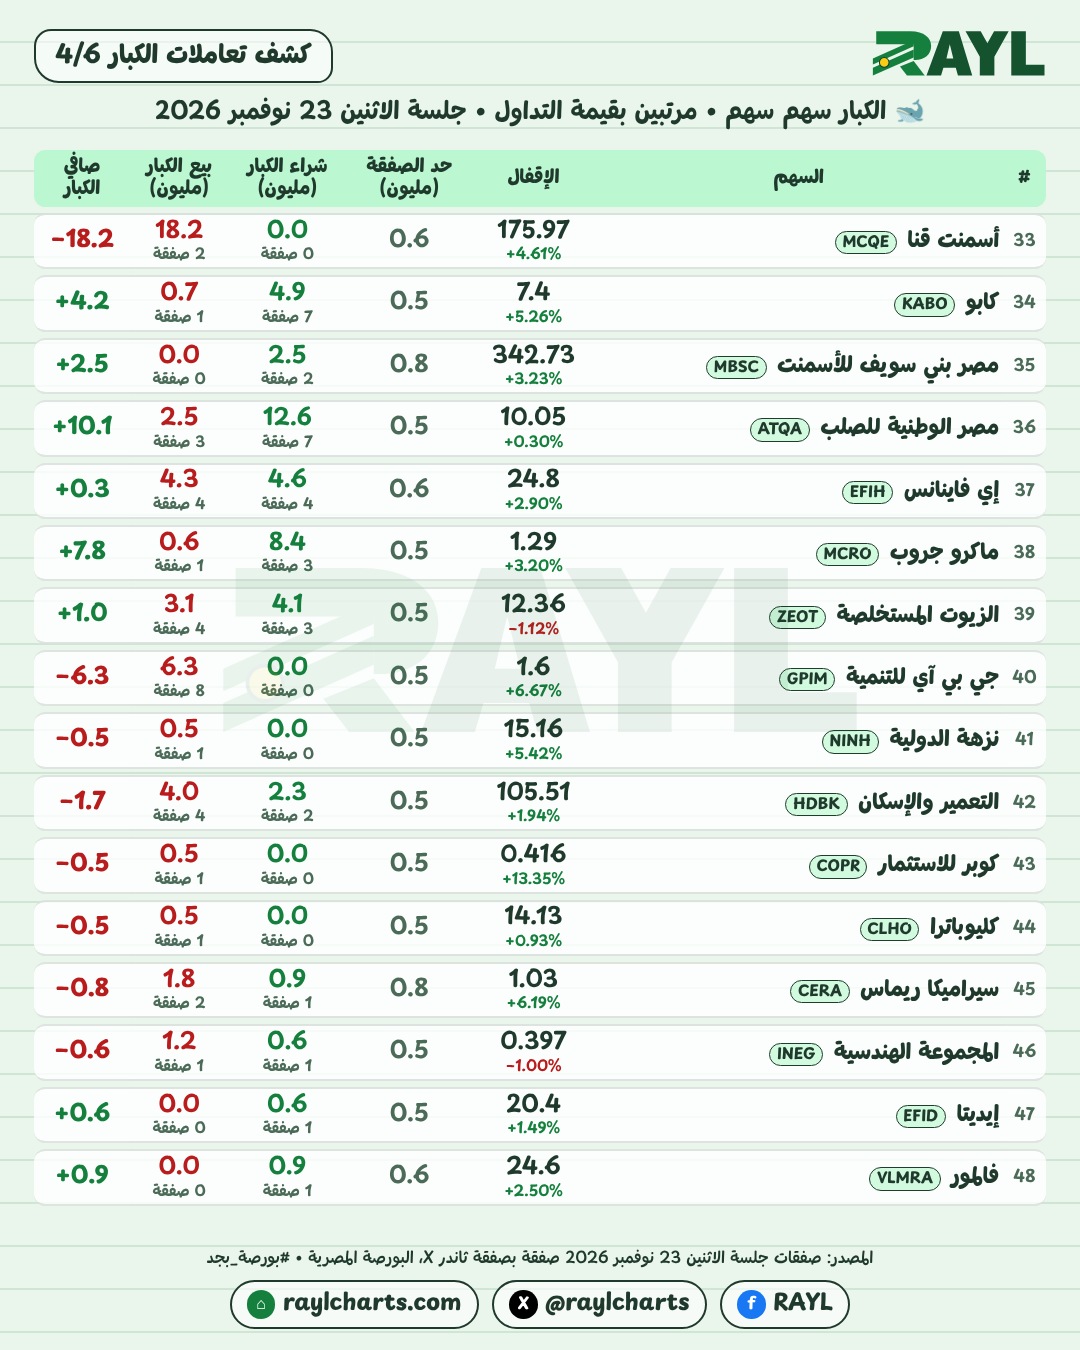 RAYL
كشف تعاملات الكبار 4/6
الكبار سهم سهم • مرتبين بقيمة التداول • جلسة الاثنين 23 نوفمبر 2026
# السهم الإقفال حد الصفقة (مليون) شراء الكبار (مليون) بيع الكبار (مليون) صافي الكبار
33 أسمنت قنا MCQE 175.97 0.6 0.0 18.2 −18.2
+4.61% 0 صفقة 2 صفقة
34 كابو KABO 7.4 0.5 4.9 0.7 +4.2
+5.26% 7 صفقة 1 صفقة
35 مصر بني سويف للأسمنت MBSC 342.73 0.8 2.5 0.0 +2.5
+3.23% 2 صفقة 0 صفقة
36 مصر الوطنية للصلب ATQA 10.05 0.5 12.6 2.5 +10.1
+0.30% 7 صفقة 3 صفقة
37 إي فاينانس EFIH 24.8 0.6 4.6 4.3 +0.3
+2.90% 4 صفقة 4 صفقة
38 ماكرو جروب MCRO 1.29 0.5 8.4 0.6 +7.8
+3.20% 3 صفقة 1 صفقة
39 الزيوت المستخلصة ZEOT 12.36 0.5 4.1 3.1 +1.0
−1.12% 3 صفقة 4 صفقة
40 جي بي آي للتنمية GPIM 1.6 0.5 0.0 6.3 −6.3
+6.67% 0 صفقة 8 صفقة
41 نزهة الدولية NINH 15.16 0.5 0.0 0.5 −0.5
+5.42% 0 صفقة 1 صفقة
42 التعمير والإسكان HDBK 105.51 0.5 2.3 4.0 −1.7
+1.94% 2 صفقة 4 صفقة
43 كوبر للاستثمار COPR 0.416 0.5 0.0 0.5 −0.5
+13.35% 0 صفقة 1 صفقة
44 كليوباترا CLHO 14.13 0.5 0.0 0.5 −0.5
+0.93% 0 صفقة 1 صفقة
45 سيراميكا ريماس CERA 1.03 0.8 0.9 1.8 −0.8
+6.19% 1 صفقة 2 صفقة
46 المجموعة الهندسية INEG 0.397 0.5 0.6 1.2 −0.6
−1.00% 1 صفقة 1 صفقة
47 إيديتا EFID 20.4 0.5 0.6 0.0 +0.6
+1.49% 1 صفقة 0 صفقة
48 فالمور VLMRA 24.6 0.6 0.9 0.0 +0.9
+2.50% 1 صفقة 0 صفقة
RAYL
المصدر: صفقات جلسة الاثنين 23 نوفمبر 2026 صفقة بصفقة ثاندر X، البورصة المصرية • #بورصة_بجد
raylcharts.com
X @raylcharts
f RAYL